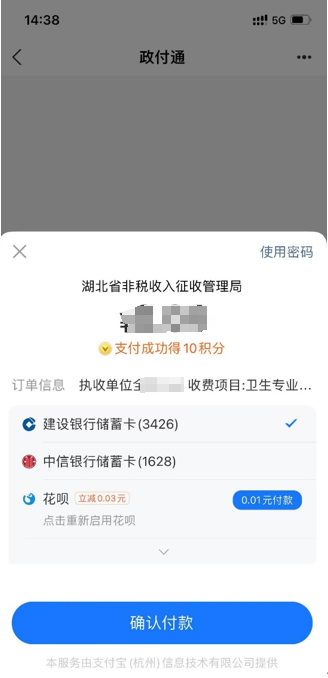 14:38
5G
政付通
使用密码
湖北省非税收入征收管理局
支付成功得10积分
订单信息 执收单位全 收费项目:卫生专业...
建设银行储蓄卡(3426)
中信银行储蓄卡(1628)
花呗 立减0.03元 0.01元付款
点击重新启用花呗
确认付款
本服务由支付宝(杭州)信息技术有限公司提供